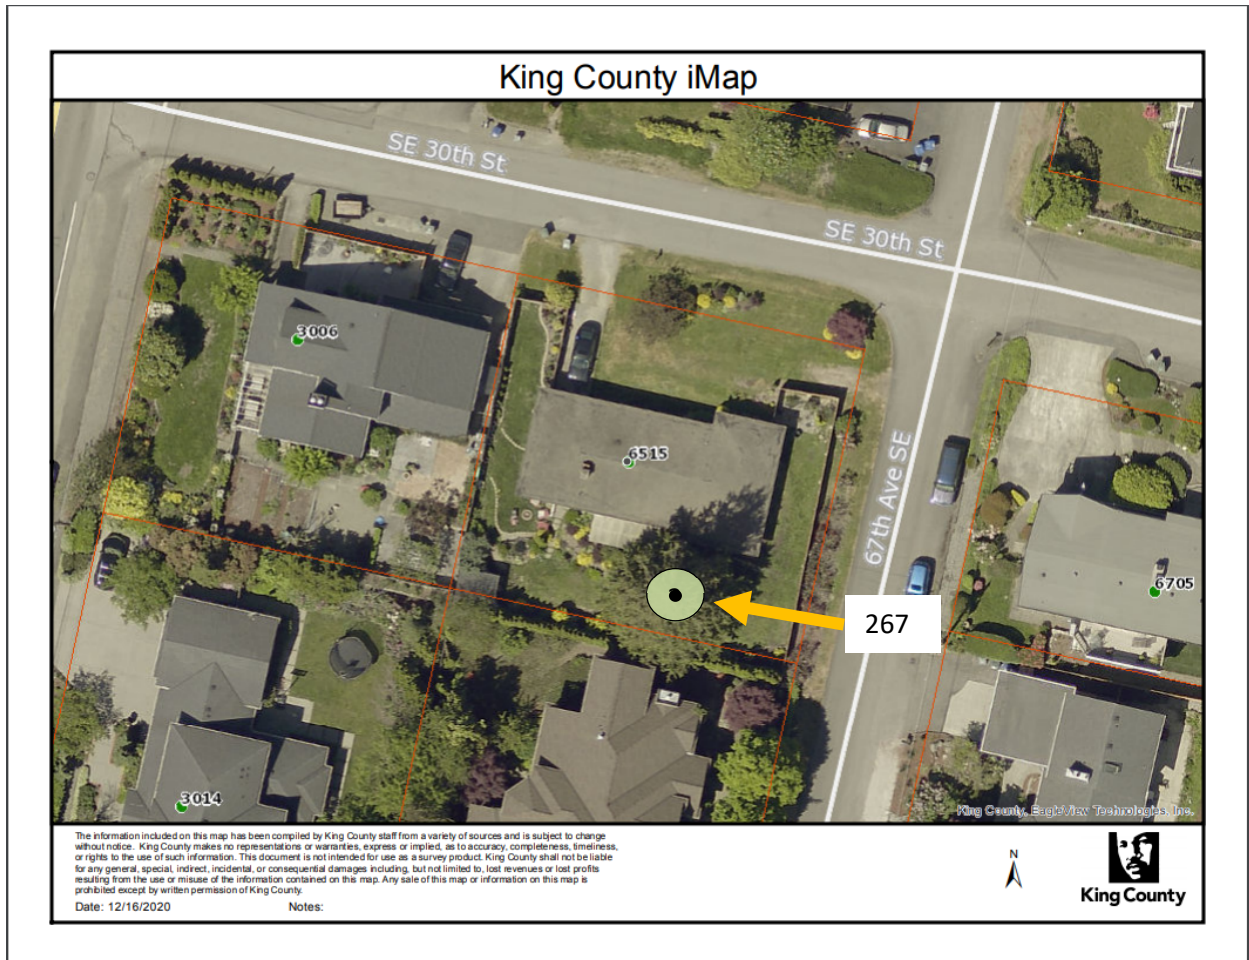 King County iMap
SE 30th St
SE 30th St
3006
6515
67th Ave SE
6705
267
3014
King County, EagleView Technologies, Inc.
The information included on this map has been compiled by King County staff from a variety of sources and is subject to change
without notice. King County makes no representations or warranties, express or implied, as to accuracy, completeness, timeliness,
or rights to the use of such information. This document is not intended for use as a survey product. King County shall not be liable
for any general, special, indirect, incidental, or consequential damages including, but not limited to, lost revenues or lost profits
resulting from the use or misuse of the information contained on this map. Any sale of this map or information on this map is
prohibited except by written permission of King County.
Date: 12/16/2020 Notes:
N
King County